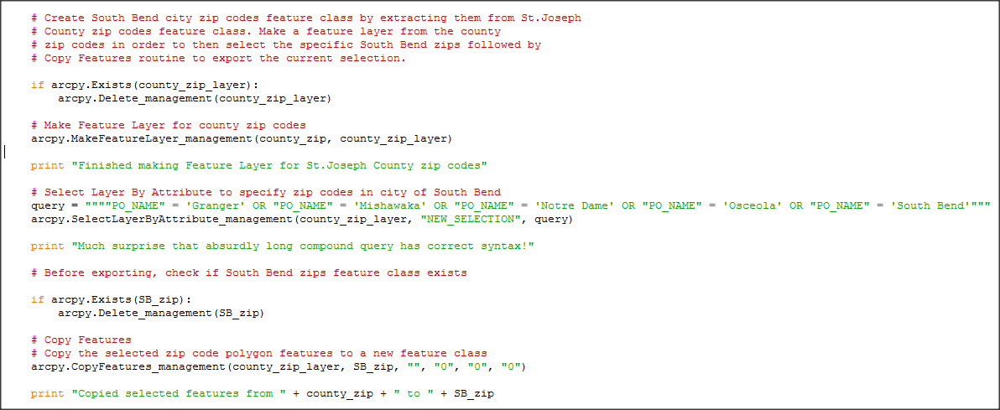 # Create South Bend city zip codes feature class by extracting them from St.Joseph
# County zip codes feature class. Make a feature layer from the county
# zip codes in order to then select the specific South Bend zips followed by
# Copy Features routine to export the current selection.
if arcpy.Exists(county_zip_layer):
arcpy.Delete_management(county_zip_layer)
# Make Feature Layer for county zip codes
arcpy.MakeFeatureLayer_management(county_zip, county_zip_layer)
print "Finished making Feature Layer for St.Joseph County zip codes"
# Select Layer By Attribute to specify zip codes in city of South Bend
query = """"PO_NAME" = 'Granger' OR "PO_NAME" = 'Mishawaka' OR "PO_NAME" = 'Notre Dame' OR "PO_NAME" = 'Osceola' OR "PO_NAME" = 'South Bend'"""
arcpy.SelectLayerByAttribute_management(county_zip_layer, "NEW_SELECTION", query)
print "Much surprise that absurdly long compound query has correct syntax!"
# Before exporting, check if South Bend zips feature class exists
if arcpy.Exists(SB_zip):
arcpy.Delete_management(SB_zip)
# Copy Features
# Copy the selected zip code polygon features to a new feature class
arcpy.CopyFeatures_management(county_zip_layer, SB_zip, "", "0", "0", "0")
print "Copied selected features from " + county_zip + " to " + SB_zip